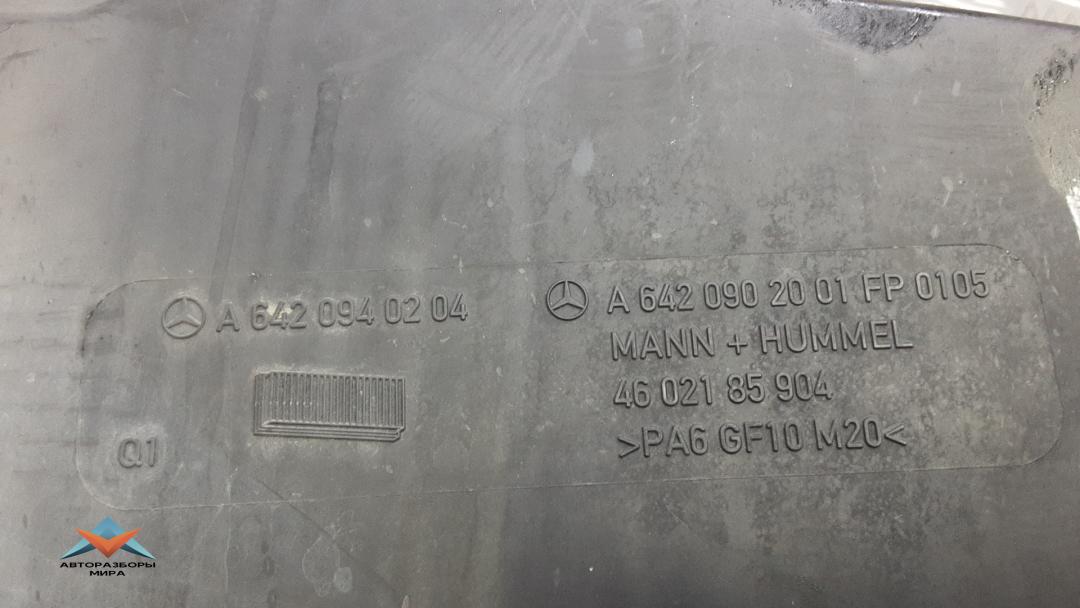 A 642 094 02 04
Q1
A 642 090 20 01 FP 0105
MANN + HUMMEL
46 021 85 904
>PA6 GF10 M20<
АВТОРАЗБОРЫ
МИРА